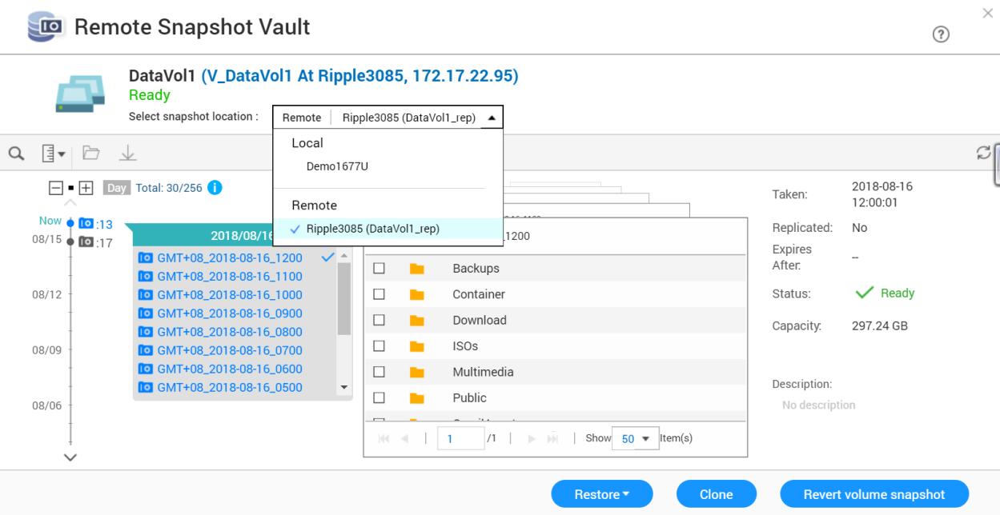 Remote Snapshot Vault
DataVol1 (V_DataVol1 At Ripple3085, 172.17.22.95)
Ready
Select snapshot location :
Remote
Ripple3085 (DataVol1_rep)
Local
Demo1677U
Remote
Ripple3085 (DataVol1_rep)
Day
Total: 30/256
Now
:13
08/15
:17
08/12
08/09
08/06
2018/08/16
GMT+08_2018-08-16_1200
GMT+08_2018-08-16_1100
GMT+08_2018-08-16_1000
GMT+08_2018-08-16_0900
GMT+08_2018-08-16_0800
GMT+08_2018-08-16_0700
GMT+08_2018-08-16_0600
GMT+08_2018-08-16_0500
_1200
Backups
Container
Download
ISOs
Multimedia
Public
1 /1
Show 50 Item(s)
Taken: 2018-08-16 12:00:01
Replicated: No
Expires After: --
Status: Ready
Capacity: 297.24 GB
Description:
No description
Restore
Clone
Revert volume snapshot